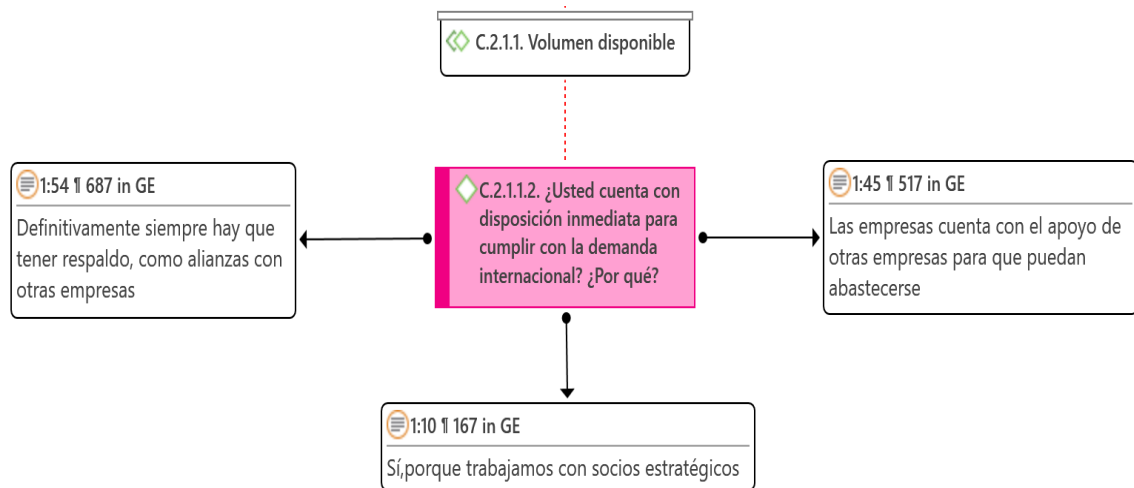 C.2.1.1. Volumen disponible
1:54 ¶ 687 in GE
Definitivamente siempre hay que
tener respaldo, como alianzas con
otras empresas
C.2.1.1.2. ¿Usted cuenta con
disposición inmediata para
cumplir con la demanda
internacional? ¿Por qué?
1:45 ¶ 517 in GE
Las empresas cuenta con el apoyo de
otras empresas para que puedan
abastecerse
1:10 ¶ 167 in GE
Sí,porque trabajamos con socios estratégicos